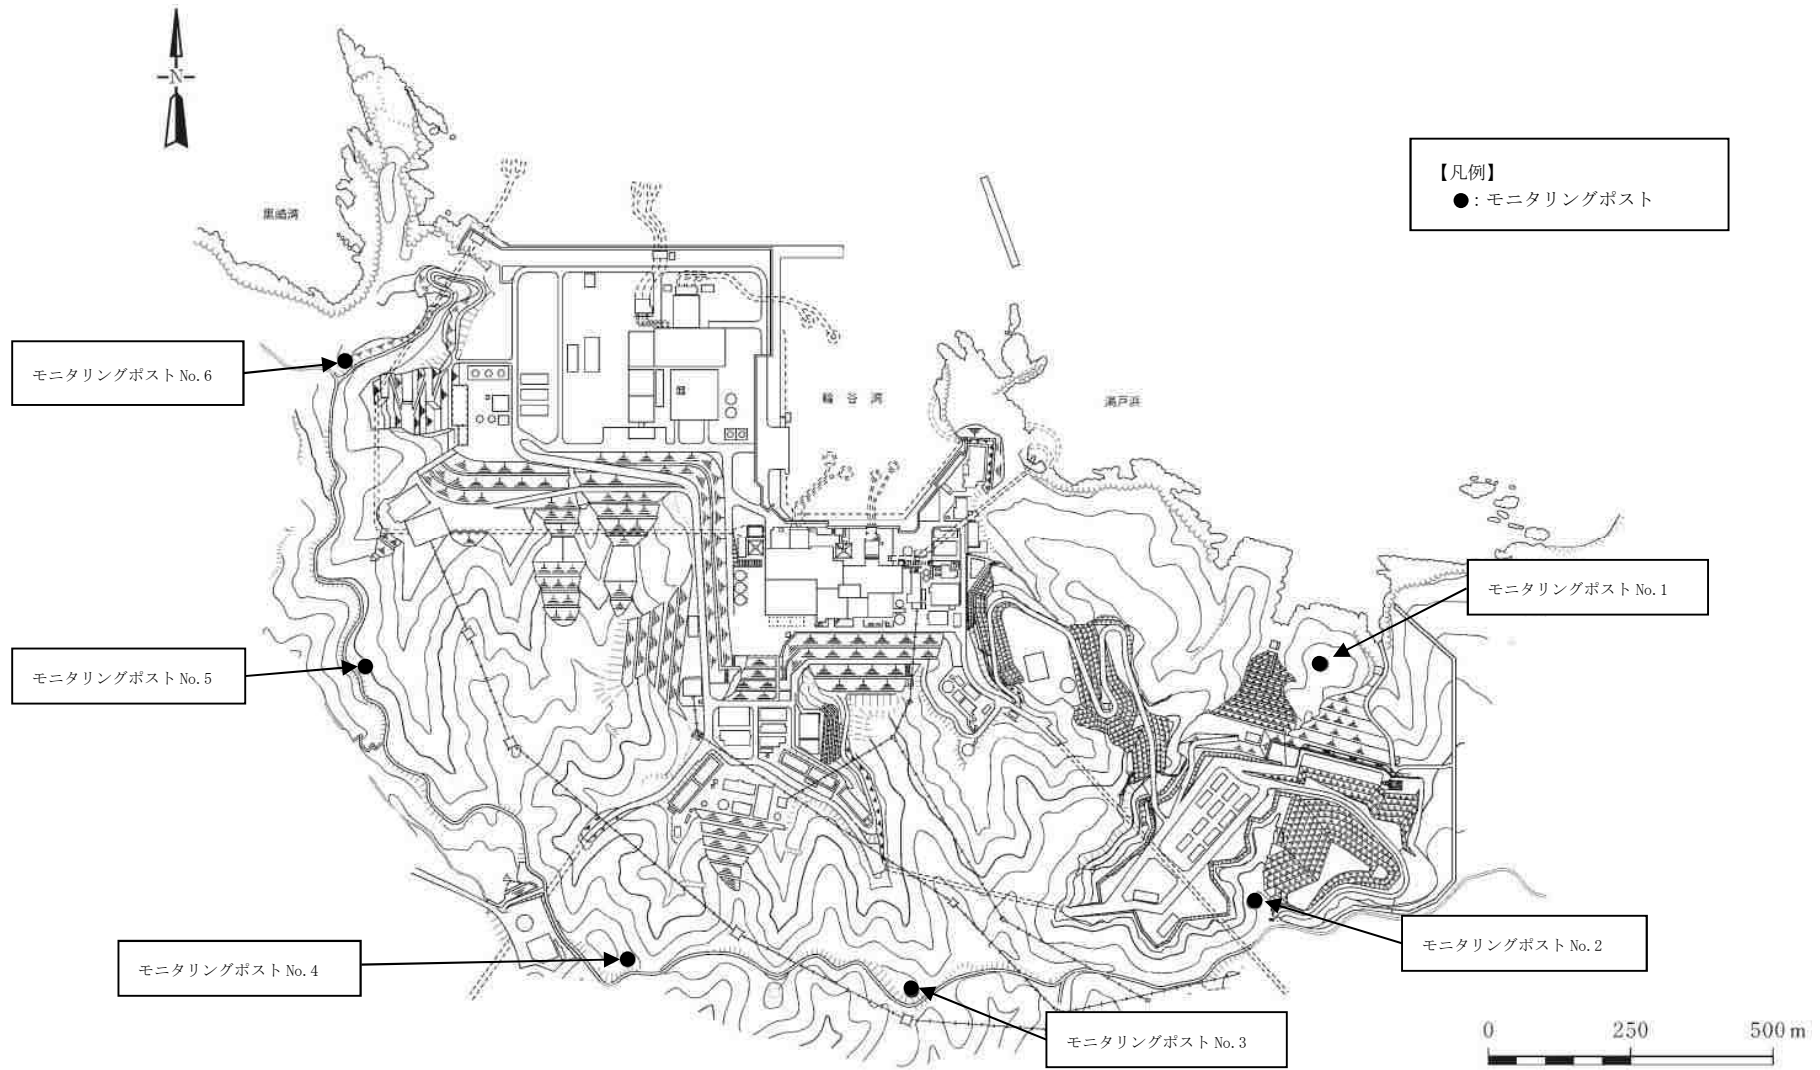 N
【凡例】
●：モニタリングポスト
黒崎湾
モニタリングポスト No.6
輪谷湾
湯戸浜
モニタリングポスト No.1
モニタリングポスト No.5
モニタリングポスト No.2
モニタリングポスト No.4
モニタリングポスト No.3
0 250 500 m